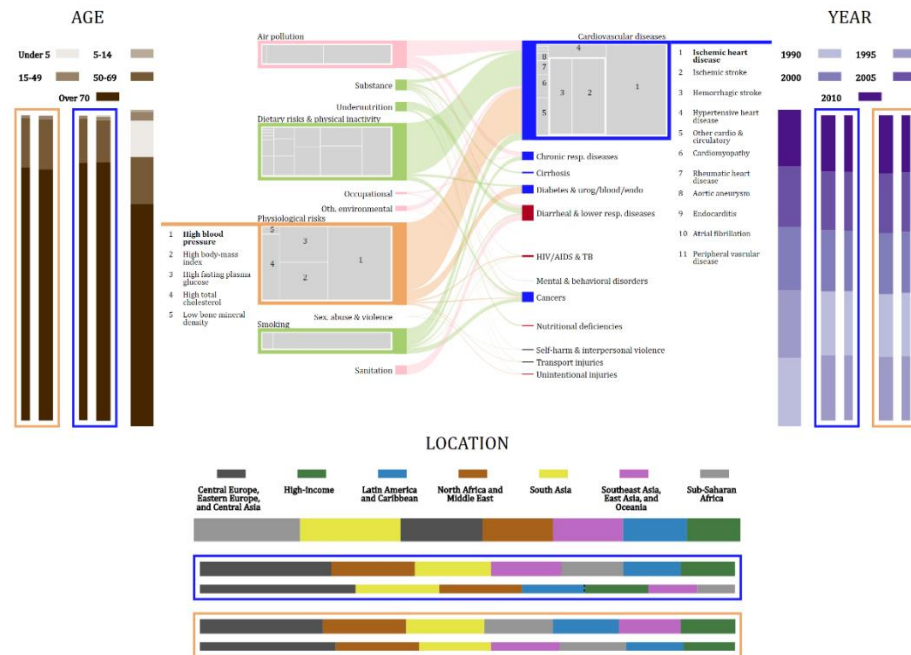 AGE
YEAR
Under 5
5-14
15-49
50-69
Over 70
Air pollution
Substance
Undernutrition
Dietary risks & physical inactivity
Occupational
Oth. environmental
Physiological risks
1 High blood
pressure
2 High body-mass
index
3 High fasting plasma
glucose
4 High total
cholesterol
5 Low bone mineral
density
5
3
1
4
2
Sex. abuse & violence
Smoking
Sanitation
Cardiovascular diseases
4
8
7
6
5
3
2
1
Chronic resp. diseases
Cirrhosis
Diabetes & urog/blood/endo
Diarrheal & lower resp. diseases
HIV/AIDS & TB
Mental & behavioral disorders
Cancers
Nutritional deficiencies
Self-harm & interpersonal violence
Transport injuries
Unintentional injuries
1 Ischemic heart
disease
2 Ischemic stroke
3 Hemorrhagic stroke
4 Hypertensive heart
disease
5 Other cardio &
circulatory
6 Cardiomyopathy
7 Rheumatic heart
disease
8 Aortic aneurysm
9 Endocarditis
10 Atrial fibrillation
11 Peripheral vascular
disease
1990
1995
2000
2005
2010
LOCATION
Central Europe,
Eastern Europe,
and Central Asia
High-income
Latin America
and Caribbean
North Africa and
Middle East
South Asia
Southeast Asia,
East Asia, and
Oceania
Sub-Saharan
Africa